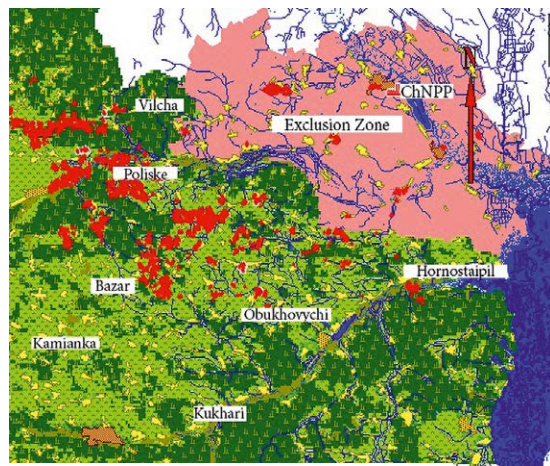 ChNPP
Vilcha
Exclusion Zone
Poliske
Hornostaipil
Bazar
Obukhovychi
Kamianka
Kukhari